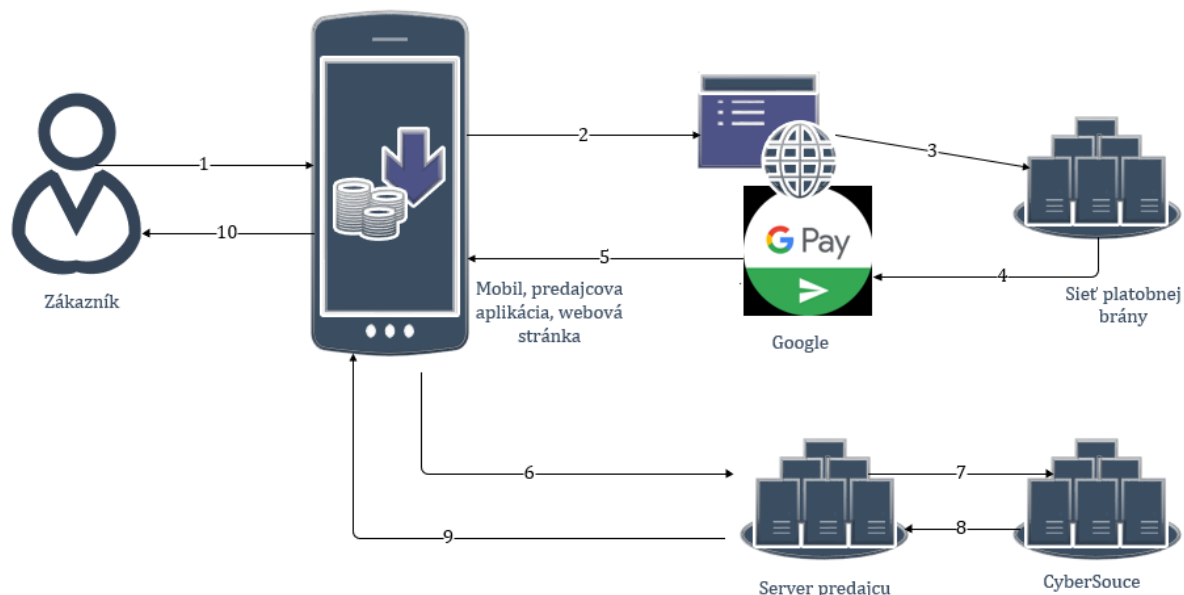 1
2
3
10
5
4
G Pay
Zákazník
Mobil, predajcova
aplikácia, webová
stránka
Google
Sieť platobnej
brány
6
7
9
8
Server predajcu
CyberSouce